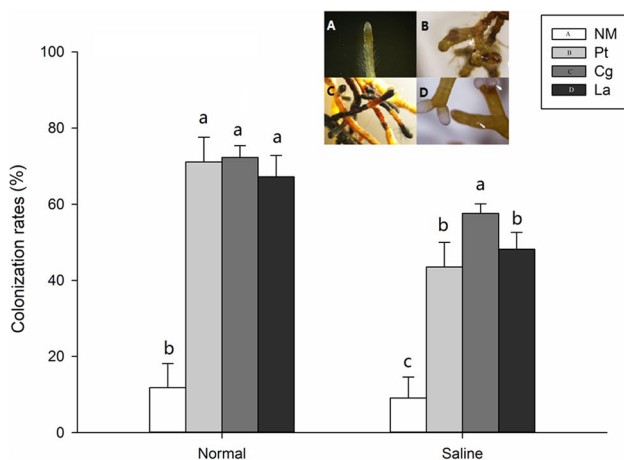 A B
C D
A NM
B Pt
C Cg
D La
Colonization rates (%)
100
80
60
40
20
0
b a a a
c b a b
Normal Saline